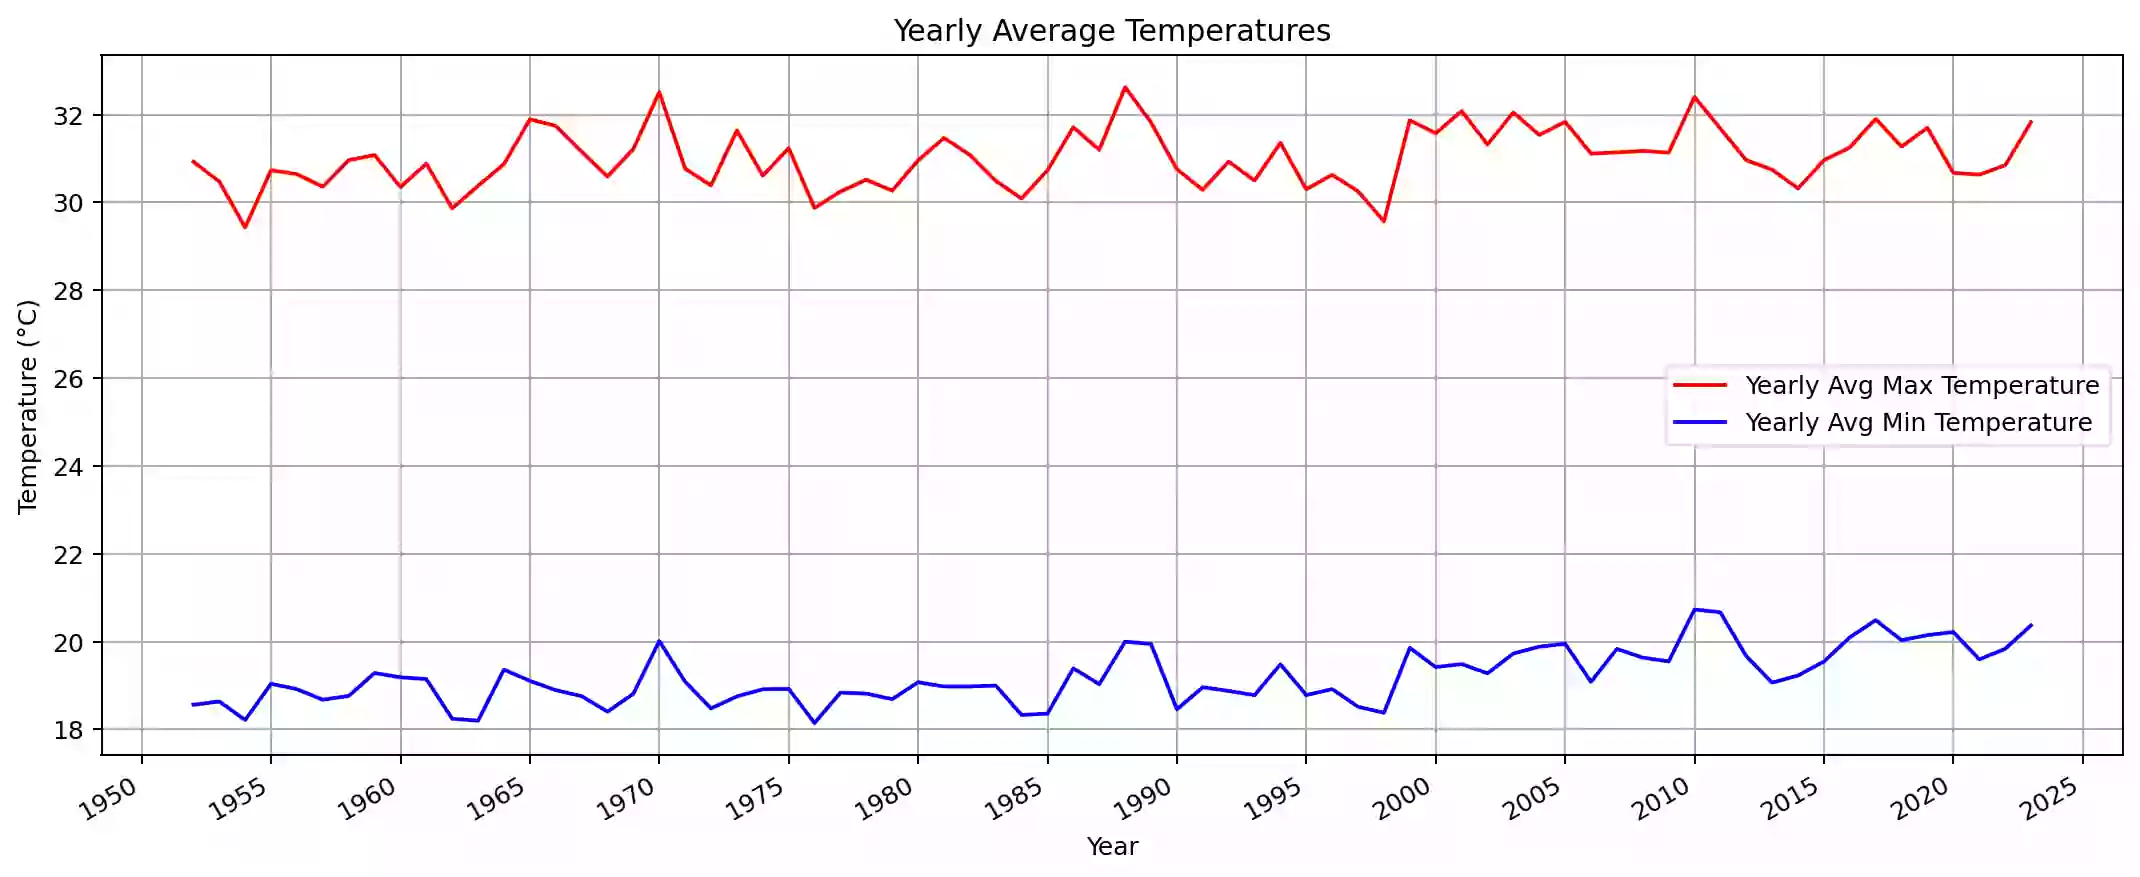 Yearly Average Temperatures
Temperature (°C)
32
30
28
26
24
22
20
18
Yearly Avg Max Temperature
Yearly Avg Min Temperature
1950 1955 1960 1965 1970 1975 1980 1985 1990 1995 2000 2005 2010 2015 2020 2025
Year